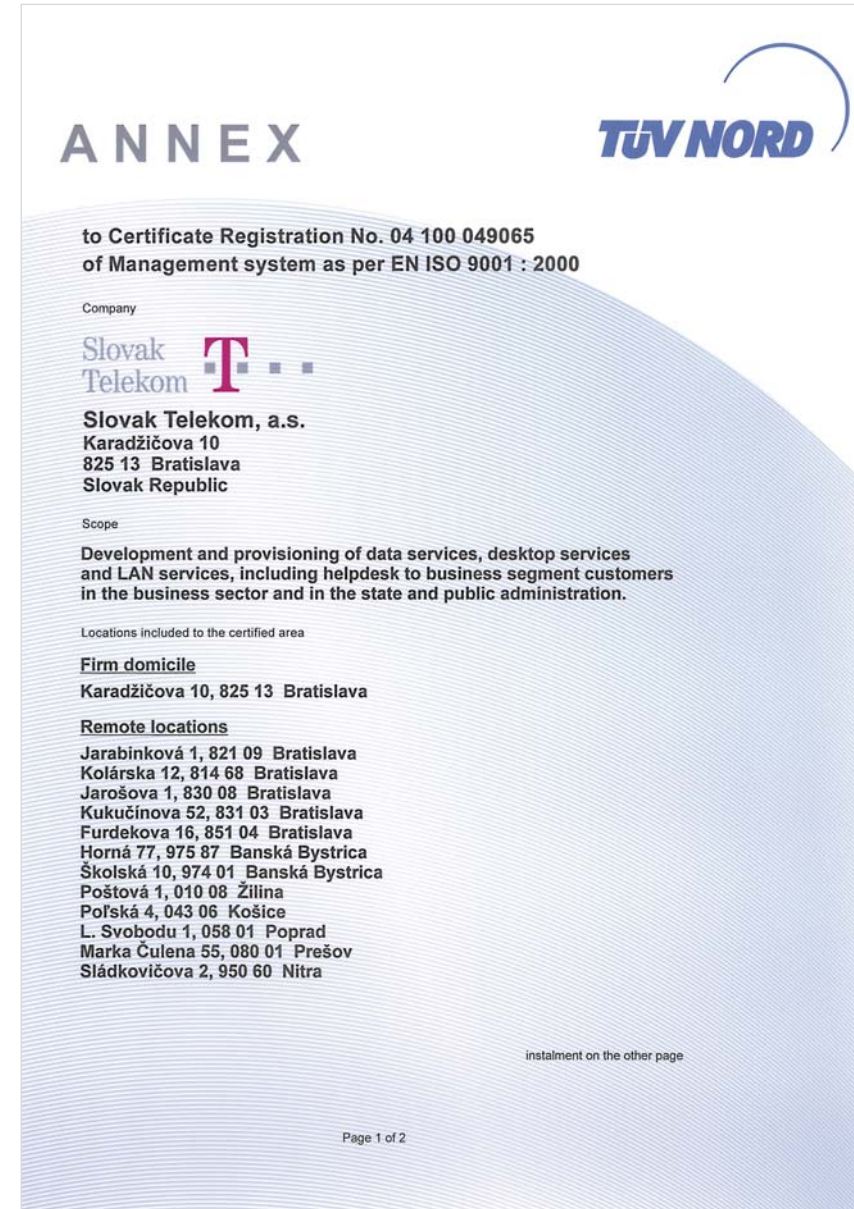 ANNEX
TÜV NORD
to Certificate Registration No. 04 100 049065
of Management system as per EN ISO 9001 : 2000
Company
Slovak
Telekom
T
Slovak Telekom, a.s.
Karadžičova 10
825 13 Bratislava
Slovak Republic
Scope
Development and provisioning of data services, desktop services
and LAN services, including helpdesk to business segment customers
in the business sector and in the state and public administration.
Locations included to the certified area
Firm domicile
Karadžičova 10, 825 13 Bratislava
Remote locations
Jarabinková 1, 821 09 Bratislava
Kolárska 12, 814 68 Bratislava
Jarošova 1, 830 08 Bratislava
Kukučínova 52, 831 03 Bratislava
Furdekova 16, 851 04 Bratislava
Horná 77, 975 87 Banská Bystrica
Školská 10, 974 01 Banská Bystrica
Poštová 1, 010 08 Žilina
Poľská 4, 043 06 Košice
L. Svobodu 1, 058 01 Poprad
Marka Čulena 55, 080 01 Prešov
Sládkovičova 2, 950 60 Nitra
instalment on the other page
Page 1 of 2